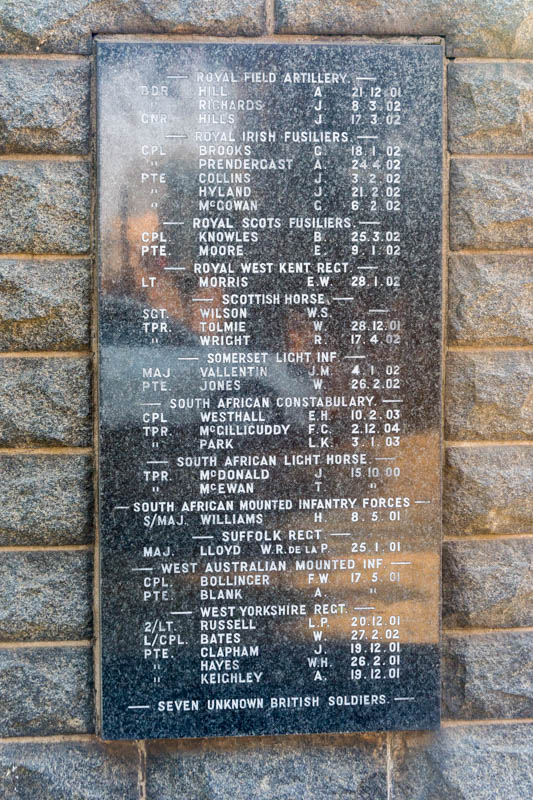 — ROYAL FIELD ARTILLERY. —
BDR HILL A 21.12.01
" RICHARDS J. 8.3.02
GNR HILLS J. 17.3.02
— ROYAL IRISH FUSILIERS. —
CPL BROOKS G. 18.1.02
" PRENDERGAST A. 24.4.02
PTE COLLINS J. 3.2.02
" HYLAND J. 21.2.02
" McGOWAN G. 6.2.02
— ROYAL SCOTS FUSILIERS. —
CPL. KNOWLES B. 25.3.02
PTE. MOORE E. 9.1.02
— ROYAL WEST KENT RECT. —
LT MORRIS E.W. 28.1.02
— SCOTTISH HORSE. —
SGT. WILSON W.S. —
TPR. TOLMIE W. 28.12.01
" WRIGHT R. 17.4.02
— SOMERSET LIGHT INF. —
MAJ VALLENTIN J.M. 4.1.02
PTE. JONES W. 26.2.02
— SOUTH AFRICAN CONSTABULARY. —
CPL WESTHALL E.H. 10.2.03
TPR. McGILLICUDDY F.C. 2.12.04
" PARK L.K. 3.1.03
— SOUTH AFRICAN LIGHT HORSE. —
TPR. McDONALD J. 15.10.00
" McEWAN T "
— SOUTH AFRICAN MOUNTED INFANTRY FORCES —
S/MAJ. WILLIAMS H. 8.5.01
— SUFFOLK RECT. —
MAJ. LLOYD W.R.DE LA P. 25.1.01
— WEST AUSTRALIAN MOUNTED INF. —
CPL. BOLLINGER F.W 17.5.01
PTE. BLANK A. "
— WEST YORKSHIRE RECT. —
2/LT. RUSSELL L.P. 20.12.01
L/CPL. BATES W. 27.2.02
PTE. CLAPHAM J. 19.12.01
" HAYES W.H. 26.2.01
" KEIGHLEY A. 19.12.01
— SEVEN UNKNOWN BRITISH SOLDIERS. —